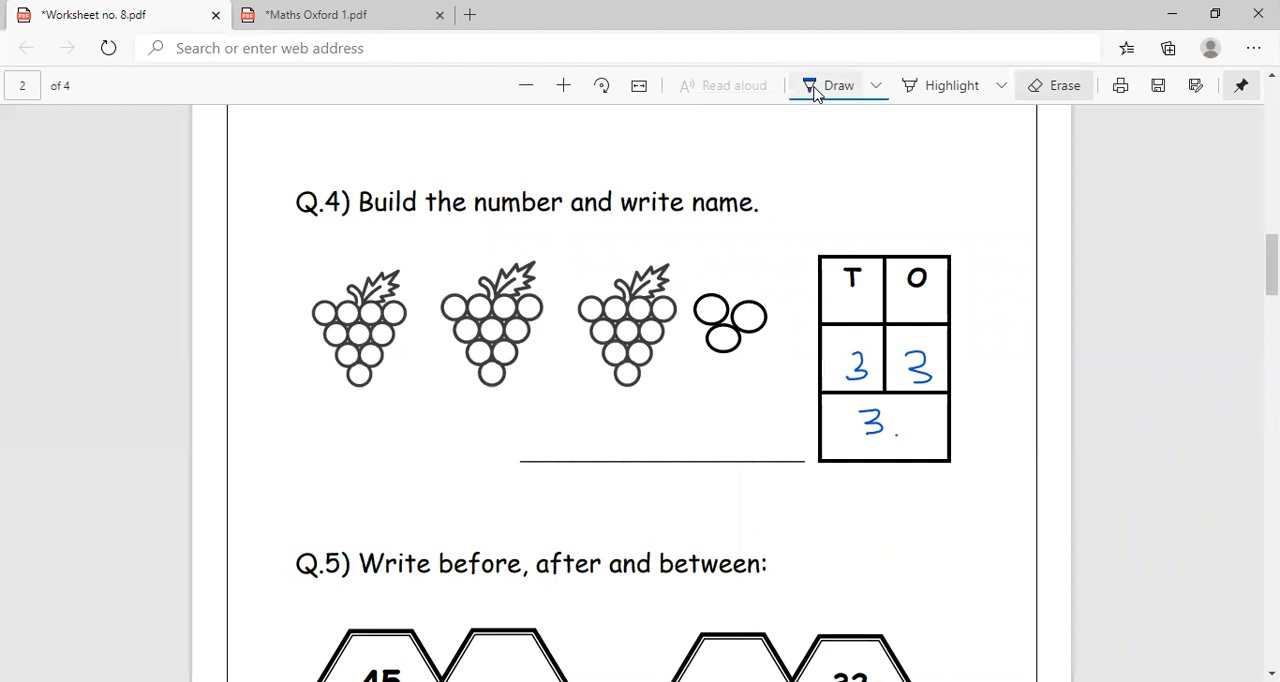 *Worksheet no. 8.pdf
*Maths Oxford 1.pdf
Search or enter web address
2 of 4
Read aloud
Draw
Highlight
Erase
Q.4) Build the number and write name.
T O
3 3
3.
Q.5) Write before, after and between:
45